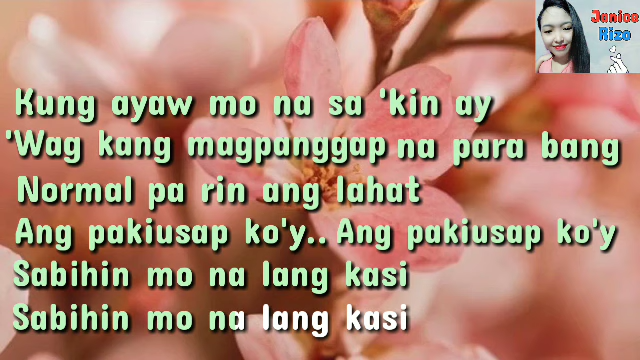 Janice
Rizo
Kung ayaw mo na sa 'kin ay
'Wag kang magpanggap na para bang
Normal pa rin ang lahat
Ang pakiusap ko'y.. Ang pakiusap ko'y
Sabihin mo na lang kasi
Sabihin mo na lang kasi